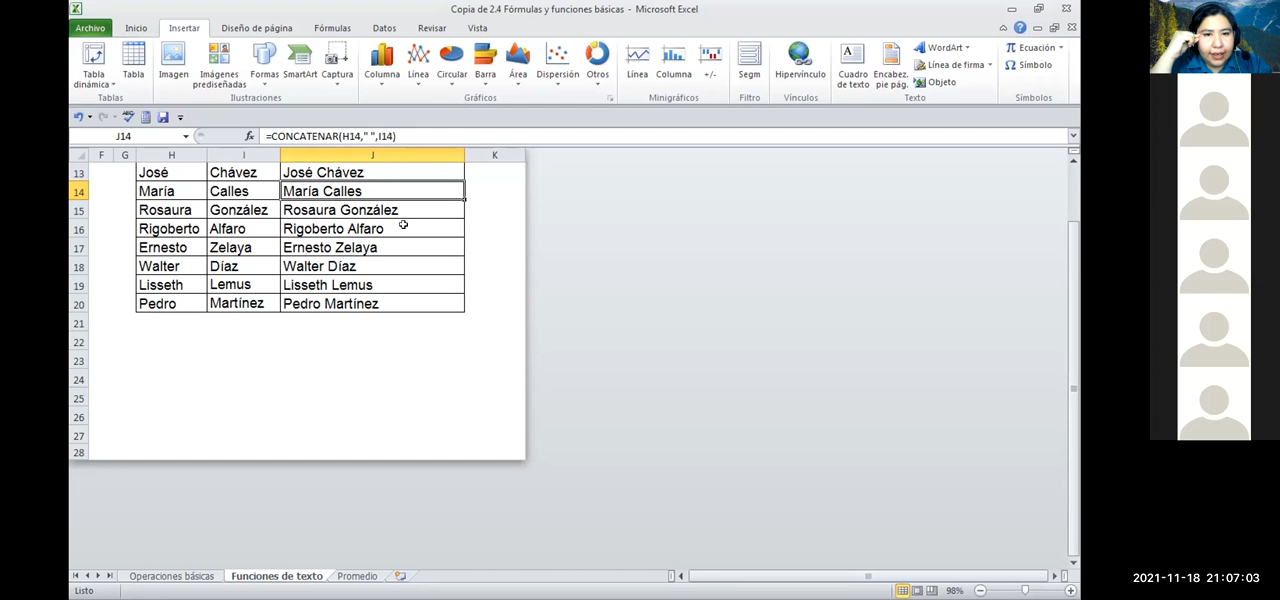 Copia de 2.4 Fórmulas y funciones básicas - Microsoft Excel
Archivo Inicio Insertar Diseño de página Fórmulas Datos Revisar Vista
Tabla dinámica
Tabla
Imagen
Imágenes prediseñadas
Formas
SmartArt
Captura
Columna
Línea
Circular
Barra
Área
Dispersión
Otros
Línea
Columna
+/-
Segm
Hipervínculo
Cuadro de texto
Encabez. pie pág.
WordArt
Línea de firma
Objeto
Ecuación
Símbolo
Tablas Ilustraciones Gráficos Minigráficos Filtro Vínculos Texto Símbolos
J14 fx =CONCATENAR(H14," ",I14)
F G H I J K
13 José Chávez José Chávez
14 María Calles María Calles
15 Rosaura González Rosaura González
16 Rigoberto Alfaro Rigoberto Alfaro
17 Ernesto Zelaya Ernesto Zelaya
18 Walter Díaz Walter Díaz
19 Lisseth Lemus Lisseth Lemus
20 Pedro Martínez Pedro Martínez
21
22
23
24
25
26
27
28
Operaciones básicas Funciones de texto Promedio
Listo 98%
2021-11-18 21:07:03